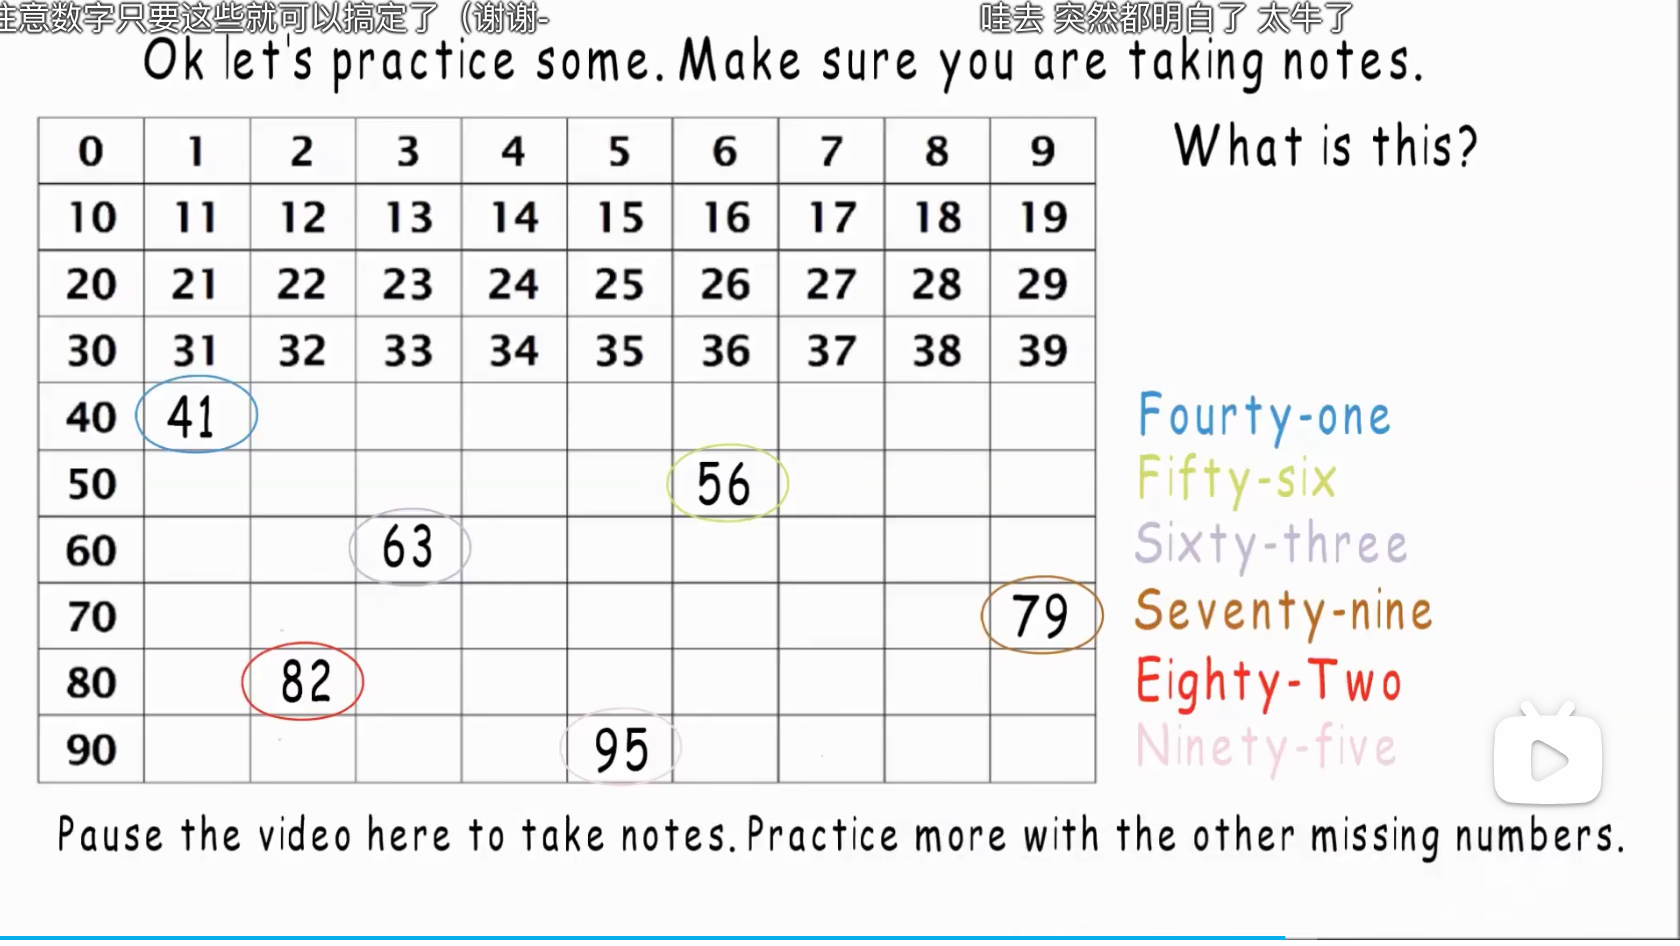 注意数字只要这些就可以搞定了（谢谢- 哇去 突然都明白了 太牛了
Ok let's practice some. Make sure you are taking notes.
What is this?
0 1 2 3 4 5 6 7 8 9
10 11 12 13 14 15 16 17 18 19
20 21 22 23 24 25 26 27 28 29
30 31 32 33 34 35 36 37 38 39
40 41 Fourty-one
50 56 Fifty-six
60 63 Sixty-three
70 79 Seventy-nine
80 82 Eighty-Two
90 95 Ninety-five
Pause the video here to take notes. Practice more with the other missing numbers.